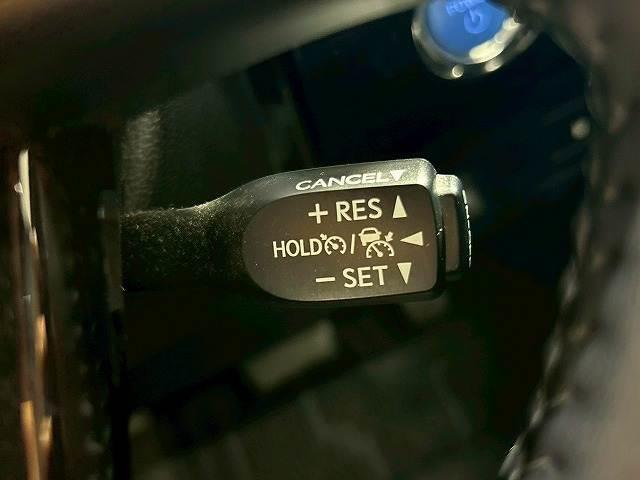 CANCEL▼
+ RES ▲
HOLD / ◀
− SET ▼